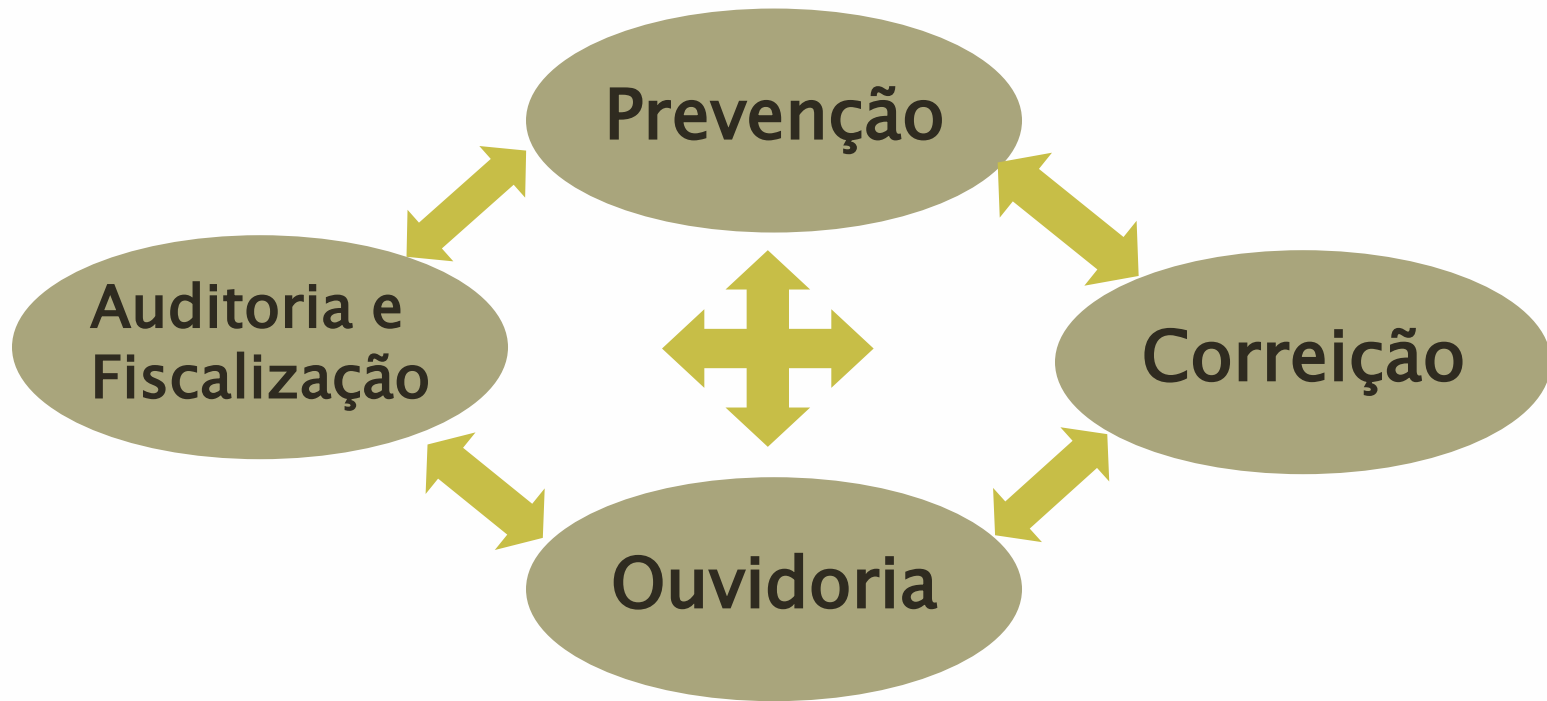 Prevenção
Auditoria e
Fiscalização
Correição
Ouvidoria